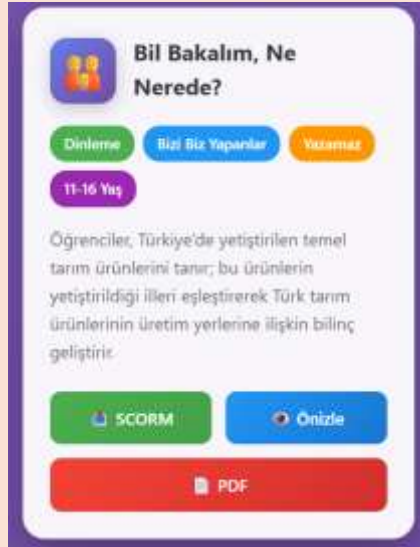 Bil Bakalım, Ne
Nerede?
Dinleme
Bizi Biz Yapanlar
Yazamaz
11-16 Yaş
Öğrenciler, Türkiye'de yetiştirilen temel
tarım ürünlerini tanır; bu ürünlerin
yetiştirildiği illeri eşleştirerek Türk tarım
ürünlerinin üretim yerlerine ilişkin bilinç
geliştirir.
SCORM
Önizle
PDF